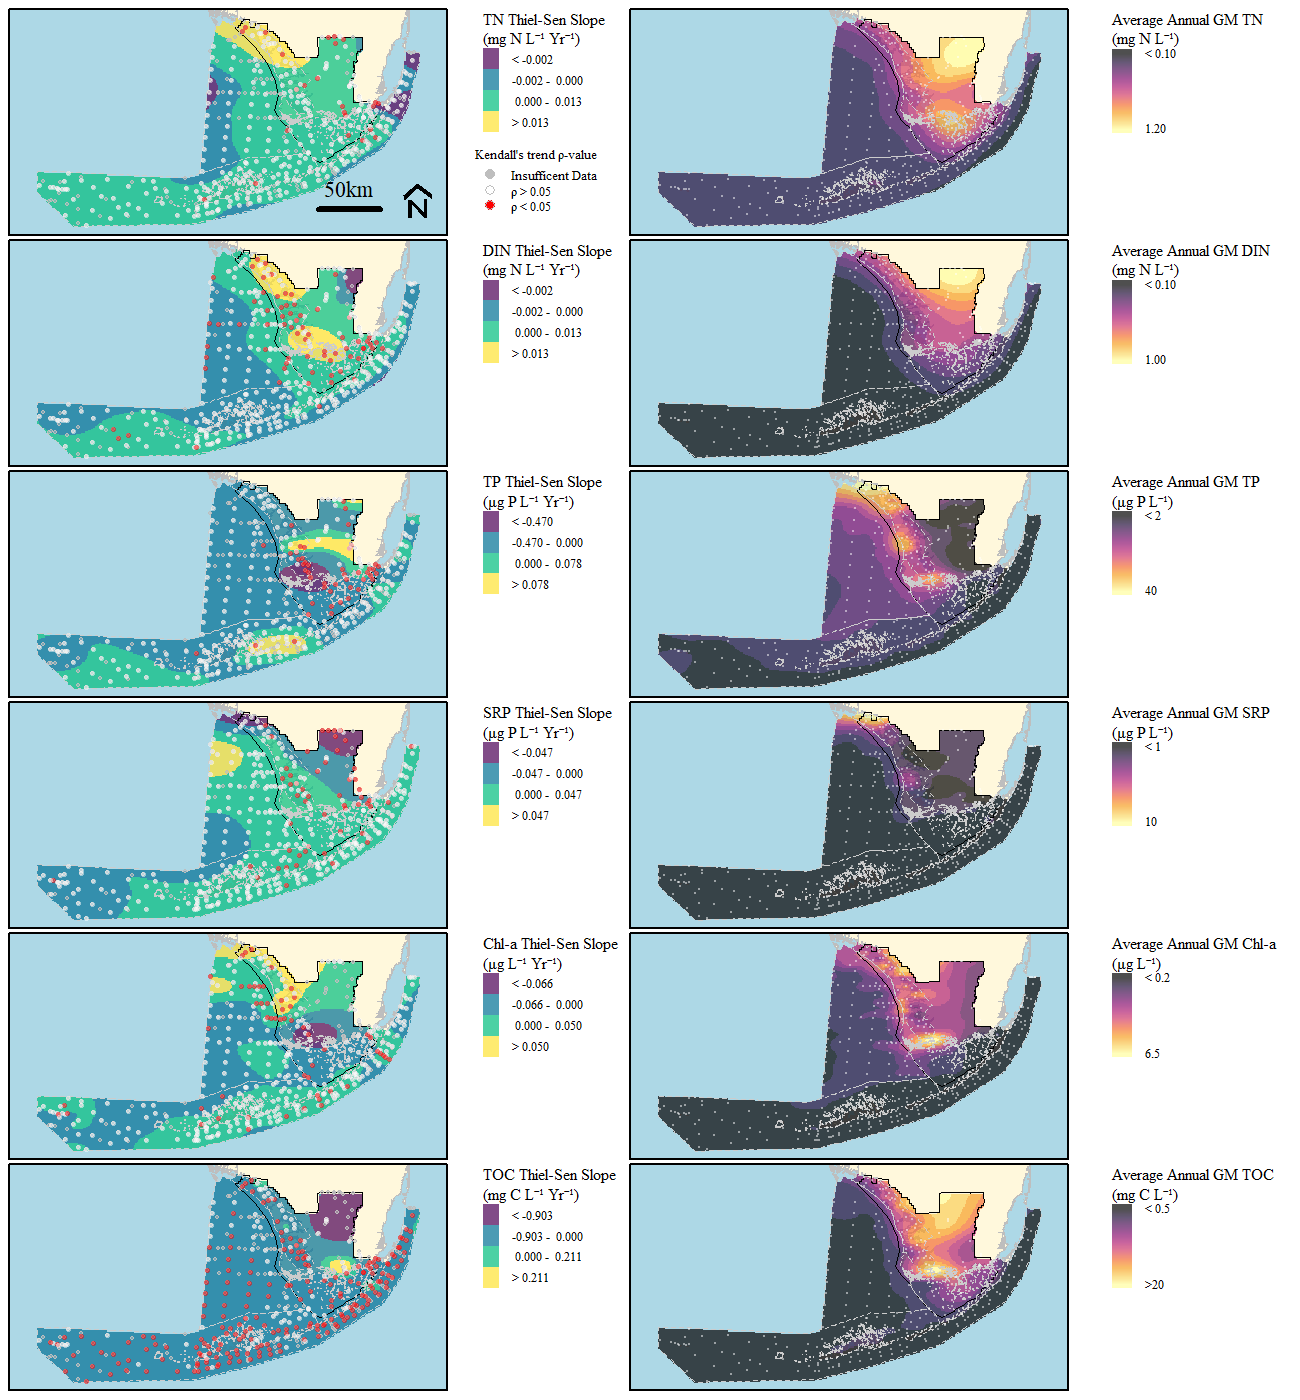 TN Thiel-Sen Slope
(mg N L⁻¹ Yr⁻¹)
< -0.002
-0.002 - 0.000
0.000 - 0.013
> 0.013
Kendall's trend ρ-value
Insufficent Data
ρ > 0.05
ρ < 0.05
50km
N
Average Annual GM TN
(mg N L⁻¹)
< 0.10
1.20
DIN Thiel-Sen Slope
(mg N L⁻¹ Yr⁻¹)
< -0.002
-0.002 - 0.000
0.000 - 0.013
> 0.013
Average Annual GM DIN
(mg N L⁻¹)
< 0.10
1.00
TP Thiel-Sen Slope
(µg P L⁻¹ Yr⁻¹)
< -0.470
-0.470 - 0.000
0.000 - 0.078
> 0.078
Average Annual GM TP
(µg P L⁻¹)
< 2
40
SRP Thiel-Sen Slope
(µg P L⁻¹ Yr⁻¹)
< -0.047
-0.047 - 0.000
0.000 - 0.047
> 0.047
Average Annual GM SRP
(µg P L⁻¹)
< 1
10
Chl-a Thiel-Sen Slope
(µg L⁻¹ Yr⁻¹)
< -0.066
-0.066 - 0.000
0.000 - 0.050
> 0.050
Average Annual GM Chl-a
(µg L⁻¹)
< 0.2
6.5
TOC Thiel-Sen Slope
(mg C L⁻¹ Yr⁻¹)
< -0.903
-0.903 - 0.000
0.000 - 0.211
> 0.211
Average Annual GM TOC
(mg C L⁻¹)
< 0.5
>20